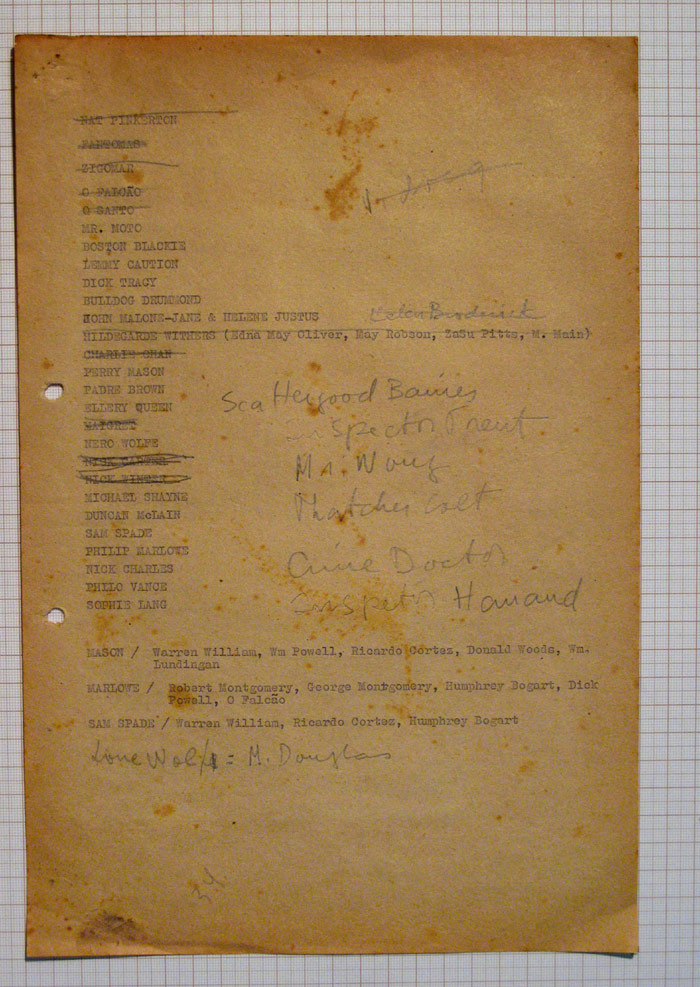 NAT PINKERTON
FANTOMAS
ZIGOMAR
O FALCÃO
O SANTO
MR. MOTO
BOSTON BLACKIE
LEMMY CAUTION
DICK TRACY
BULLDOG DRUMMOND
JOHN MALONE-JANE & HELENE JUSTUS Helen Broderick
HILDEGARDE WITHERS (Edna May Oliver, May Robson, ZaSu Pitts, M. Main)
CHARLIE CHAN
PERRY MASON
PADRE BROWN
Scattergood Baines
ELLERY QUEEN
MAIGRET
Inspector Trent
NERO WOLFE
NICK CARTER
Mr. Wong
NICK WINTER
MICHAEL SHAYNE
Thatcher Colt
DUNCAN McLAIN
SAM SPADE
PHILIP MARLOWE
NICK CHARLES
Crime Doctor
PHILO VANCE
SOPHIE LANG
Inspetor Hanaud
MASON / Warren William, Wm Powell, Ricardo Cortez, Donald Woods, Wm.
Lundingan
MARLOWE / Robert Montgomery, George Montgomery, Humphrey Bogart, Dick
Powell, O Falcão
SAM SPADE / Warren William, Ricardo Cortez, Humphrey Bogart
Lone Wolf = M. Douglas